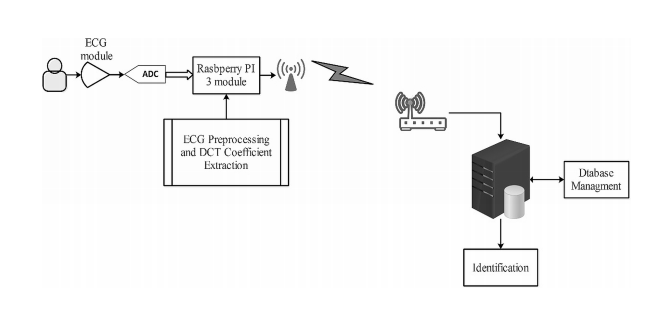 ECG
module
ADC
Rasbperry PI
3 module
ECG Preprocessing
and DCT Coefficient
Extraction
Dtabase
Managment
Identification